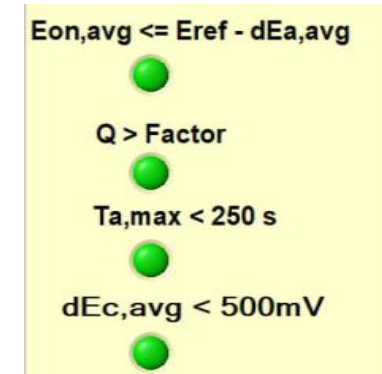 Eon,avg <= Eref - dEa,avg
Q > Factor
Ta,max < 250 s
dEc,avg < 500mV